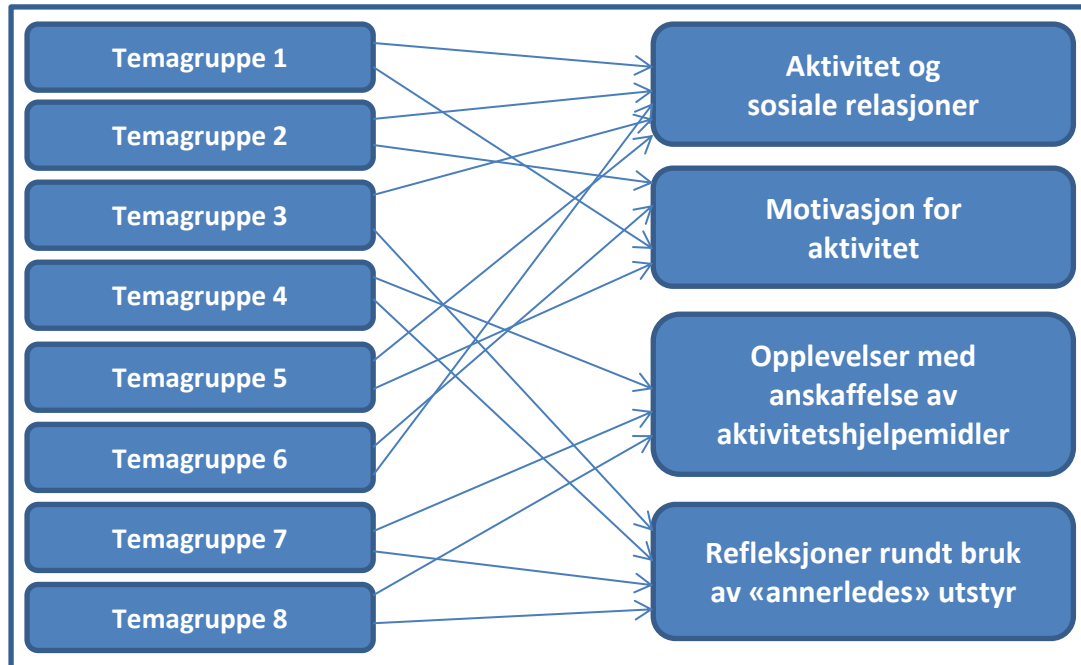 Temagruppe 1
Temagruppe 2
Temagruppe 3
Temagruppe 4
Temagruppe 5
Temagruppe 6
Temagruppe 7
Temagruppe 8
Aktivitet og
sosiale relasjoner
Motivasjon for
aktivitet
Opplevelser med
anskaffelse av
aktivitetshjelpemidler
Refleksjoner rundt bruk
av «annerledes» utstyr